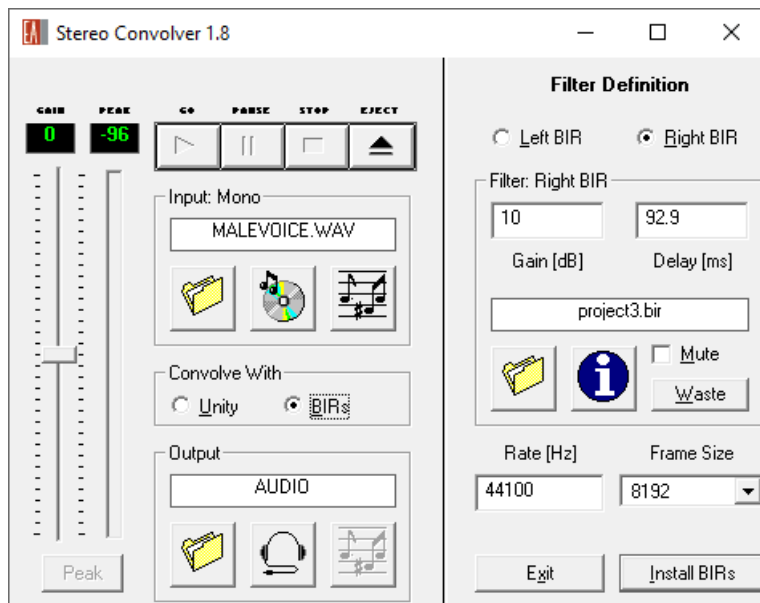 EA Stereo Convolver 1.8
GAIN PEAK GO PAUSE STOP EJECT
0 -96
Input: Mono
MALEVOICE.WAV
Convolve With
Unity BIRs
Output
AUDIO
Peak
Filter Definition
Left BIR Right BIR
Filter: Right BIR
10 92.9
Gain [dB] Delay [ms]
project3.bir
Mute
Waste
Rate [Hz] Frame Size
44100 8192
Exit Install BIRs